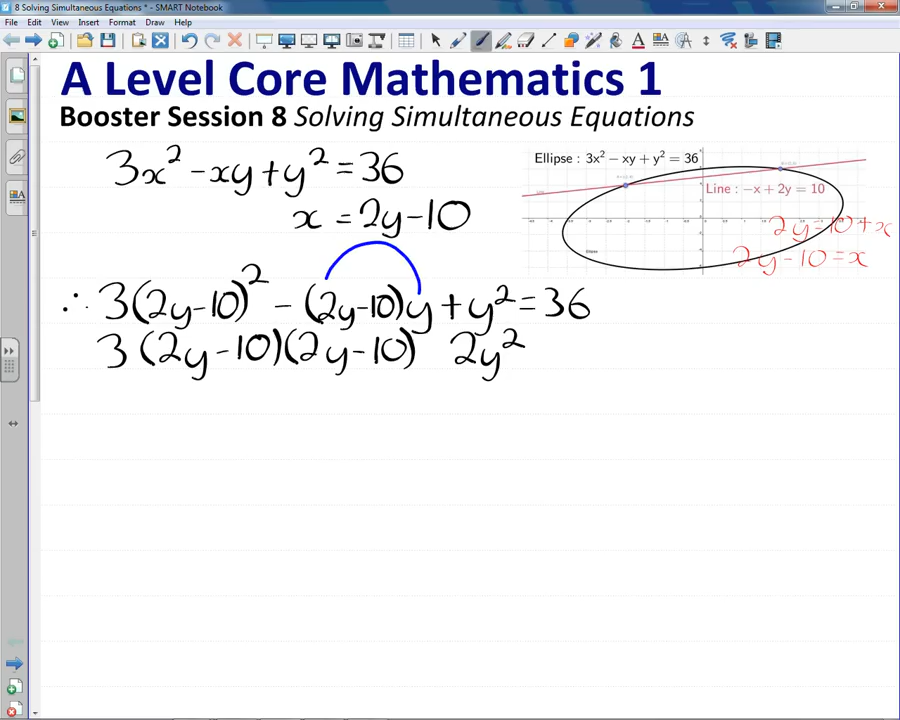 8 Solving Simultaneous Equations * - SMART Notebook
File Edit View Insert Format Draw Help
A Level Core Mathematics 1
Booster Session 8 Solving Simultaneous Equations
3x² - xy + y² = 36
x = 2y - 10
Ellipse : 3x² − xy + y² = 36
Line : −x + 2y = 10
Ellipse
2y - 10 + x
2y - 10 = x
∴ 3(2y-10)² - (2y-10)y + y² = 36
3(2y-10)(2y-10) 2y²